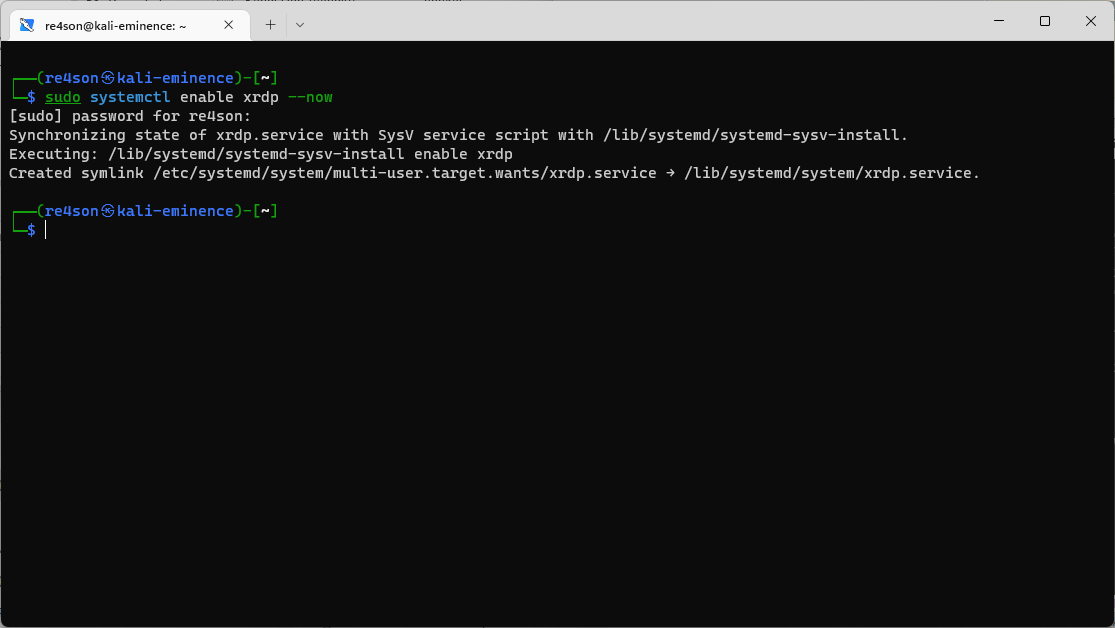 re4son@kali-eminence: ~
┌──(re4son㉿kali-eminence)-[~]
└─$ sudo systemctl enable xrdp --now
[sudo] password for re4son:
Synchronizing state of xrdp.service with SysV service script with /lib/systemd/systemd-sysv-install.
Executing: /lib/systemd/systemd-sysv-install enable xrdp
Created symlink /etc/systemd/system/multi-user.target.wants/xrdp.service → /lib/systemd/system/xrdp.service.
┌──(re4son㉿kali-eminence)-[~]
└─$